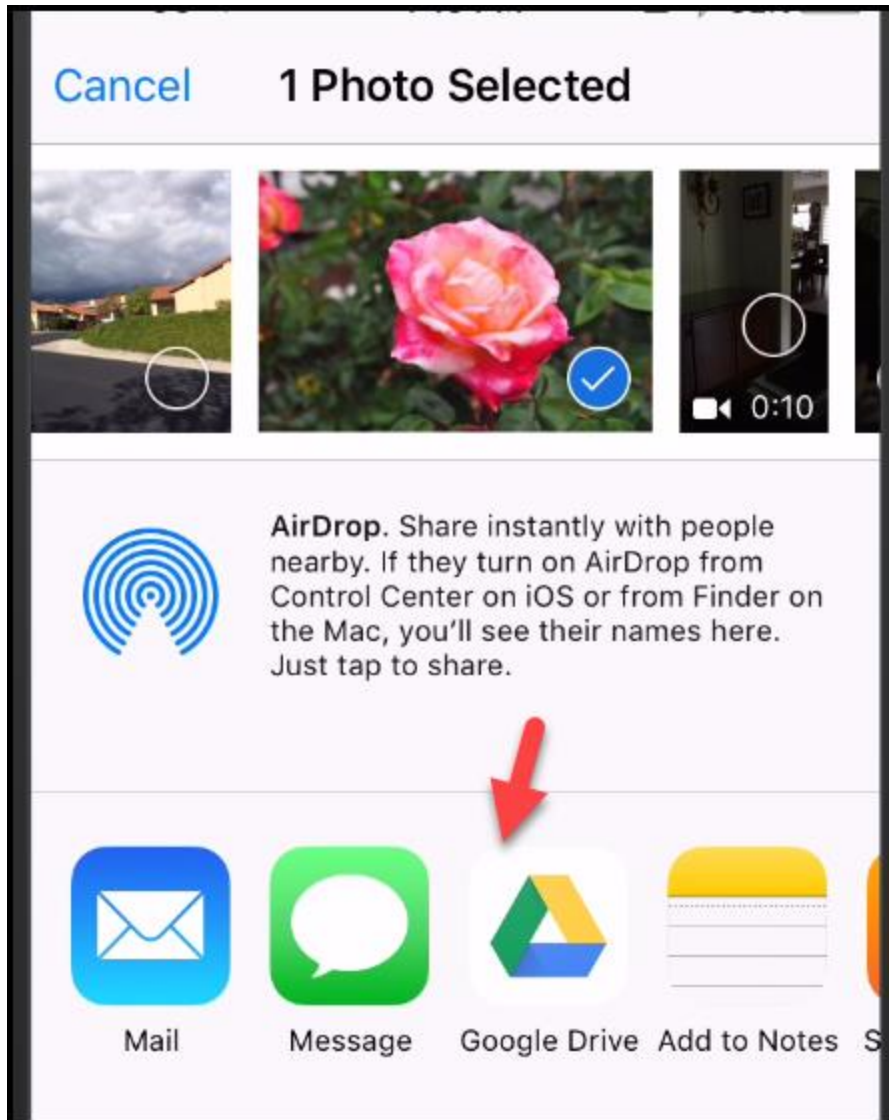 Cancel 1 Photo Selected
0:10
AirDrop. Share instantly with people
nearby. If they turn on AirDrop from
Control Center on iOS or from Finder on
the Mac, you'll see their names here.
Just tap to share.
Mail Message Google Drive Add to Notes S